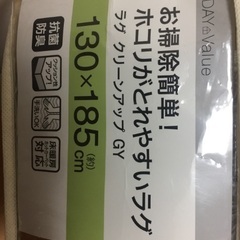 DAY Value
お掃除簡単!
ホコリがとれやすいラグ
ラグ クリーンアップ GY
130×185cm
(約)
抗菌
防臭
床暖房
対応